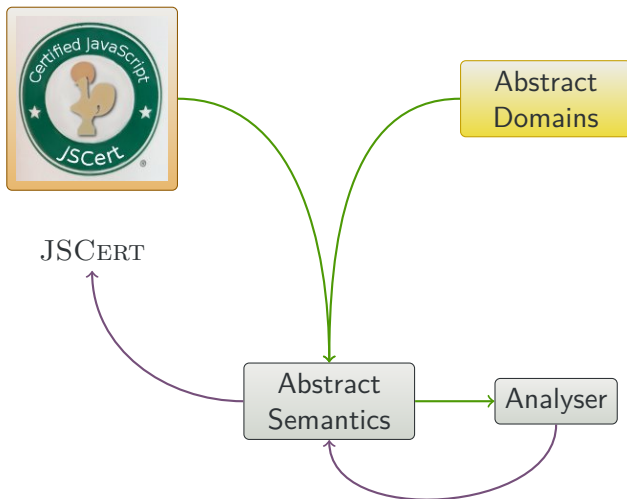 Certified JavaScript
JSCert
®
Abstract
Domains
JSCERT
Abstract
Semantics
Analyser